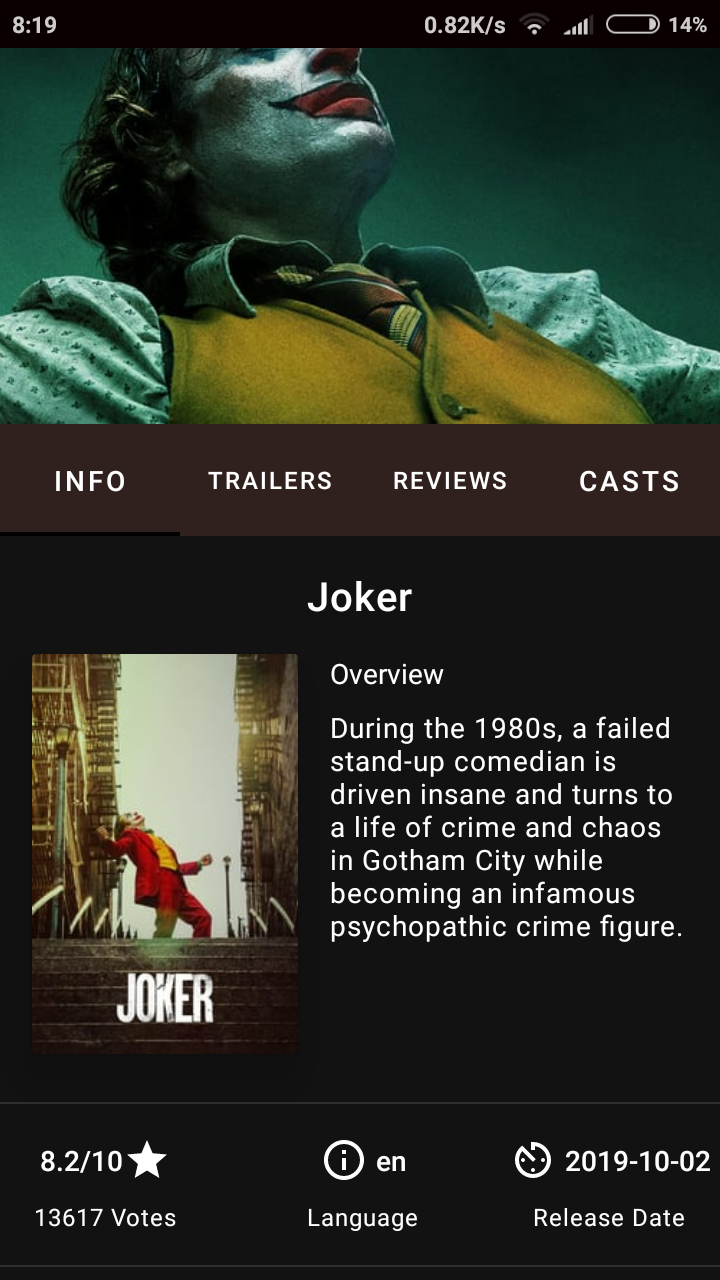 8:19 0.82K/s 14%
INFO TRAILERS REVIEWS CASTS
Joker
Overview
During the 1980s, a failed
stand-up comedian is
driven insane and turns to
a life of crime and chaos
in Gotham City while
becoming an infamous
psychopathic crime figure.
JOKER
8.2/10 en 2019-10-02
13617 Votes Language Release Date